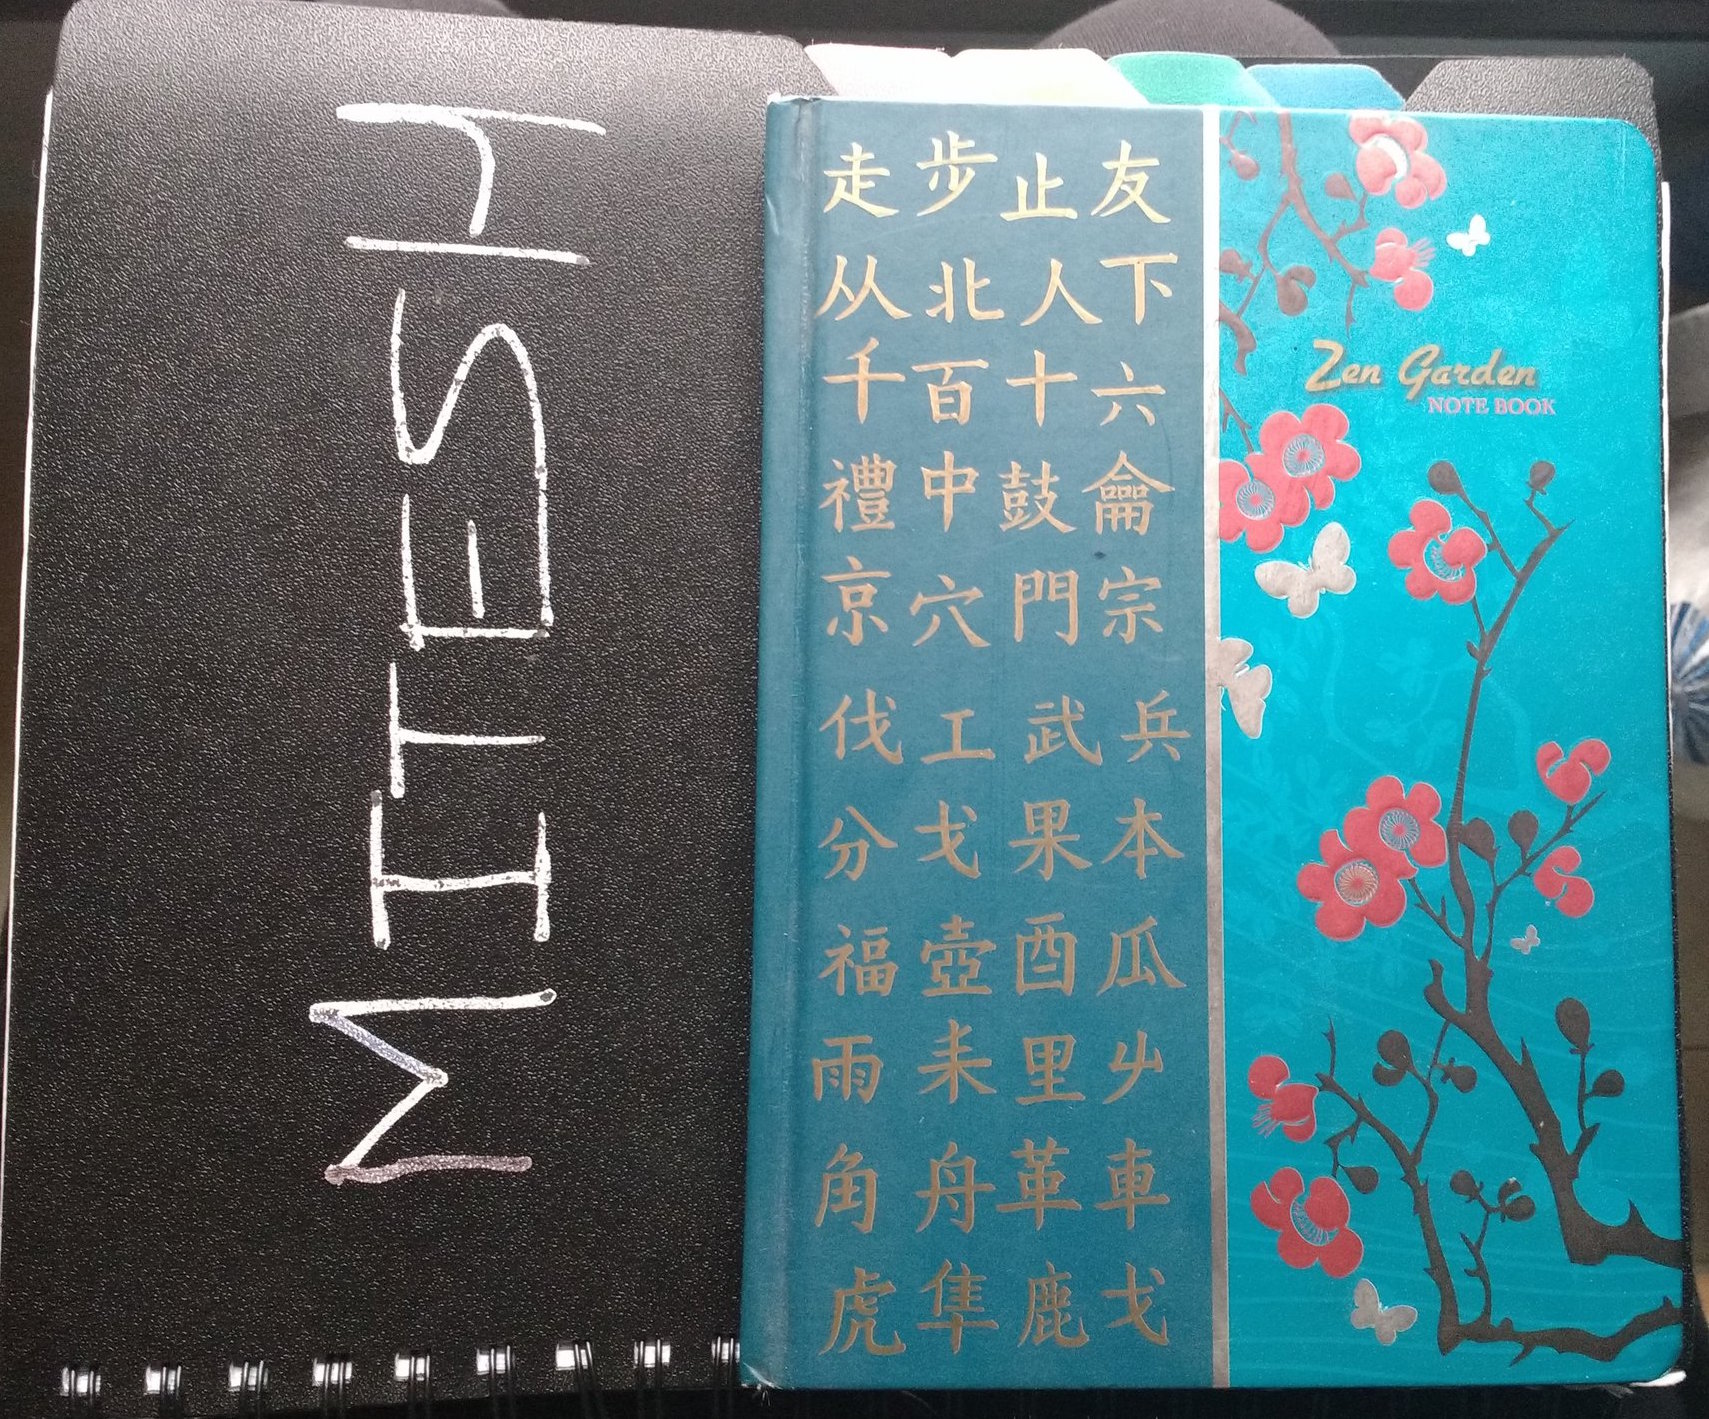 MITESH
走步止友
从北人下
千百十六
禮中鼓龠
京穴門宗
伐工武兵
分戈果本
福壺酉瓜
雨耒里
角舟革車
虎隼鹿戈
Zen Garden
NOTE BOOK